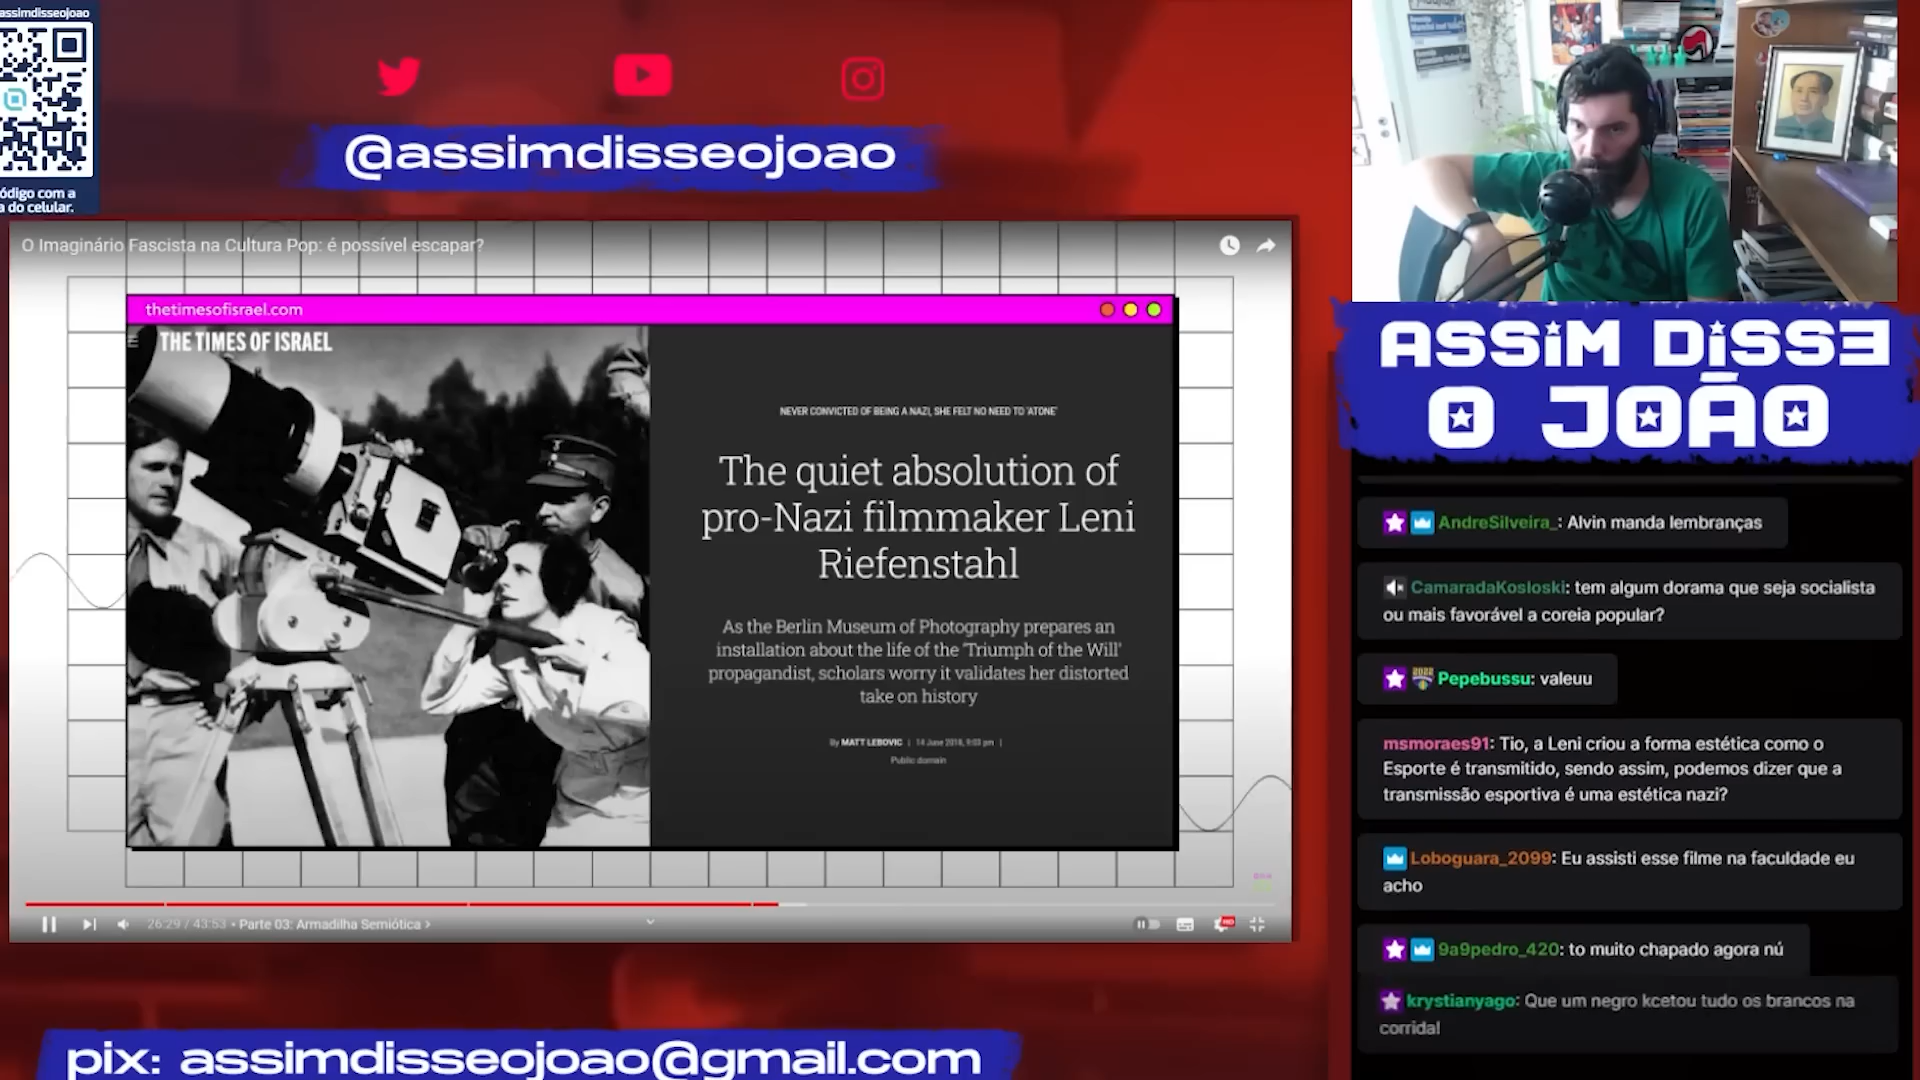 assimdisseojoao
ódigo com a
a do celular.
@assimdisseojoao
O Imaginário Fascista na Cultura Pop: é possível escapar?
thetimesofisrael.com
THE TIMES OF ISRAEL
NEVER CONVICTED OF BEING A NAZI, SHE FELT NO NEED TO 'ATONE'
The quiet absolution of
pro-Nazi filmmaker Leni
Riefenstahl
As the Berlin Museum of Photography prepares an
installation about the life of the 'Triumph of the Will'
propagandist, scholars worry it validates her distorted
take on history
By MATT LEBOVIC | 14 June 2018, 9:03 pm |
Public domain
26:29 / 43:53 • Parte 03: Armadilha Semiótica >
HD
pix: assimdisseojoao@gmail.com
ASSiM DiSSE
O JOÃO
AndreSilveira_: Alvin manda lembranças
CamaradaKosloski: tem algum dorama que seja socialista
ou mais favorável a coreia popular?
Pepebussu: valeuu
msmoraes91: Tio, a Leni criou a forma estética como o
Esporte é transmitido, sendo assim, podemos dizer que a
transmissão esportiva é uma estética nazi?
Loboguara_2099: Eu assisti esse filme na faculdade eu
acho
9a9pedro_420: to muito chapado agora nú
krystianyago: Que um negro kcetou tudo os brancos na
corrida!